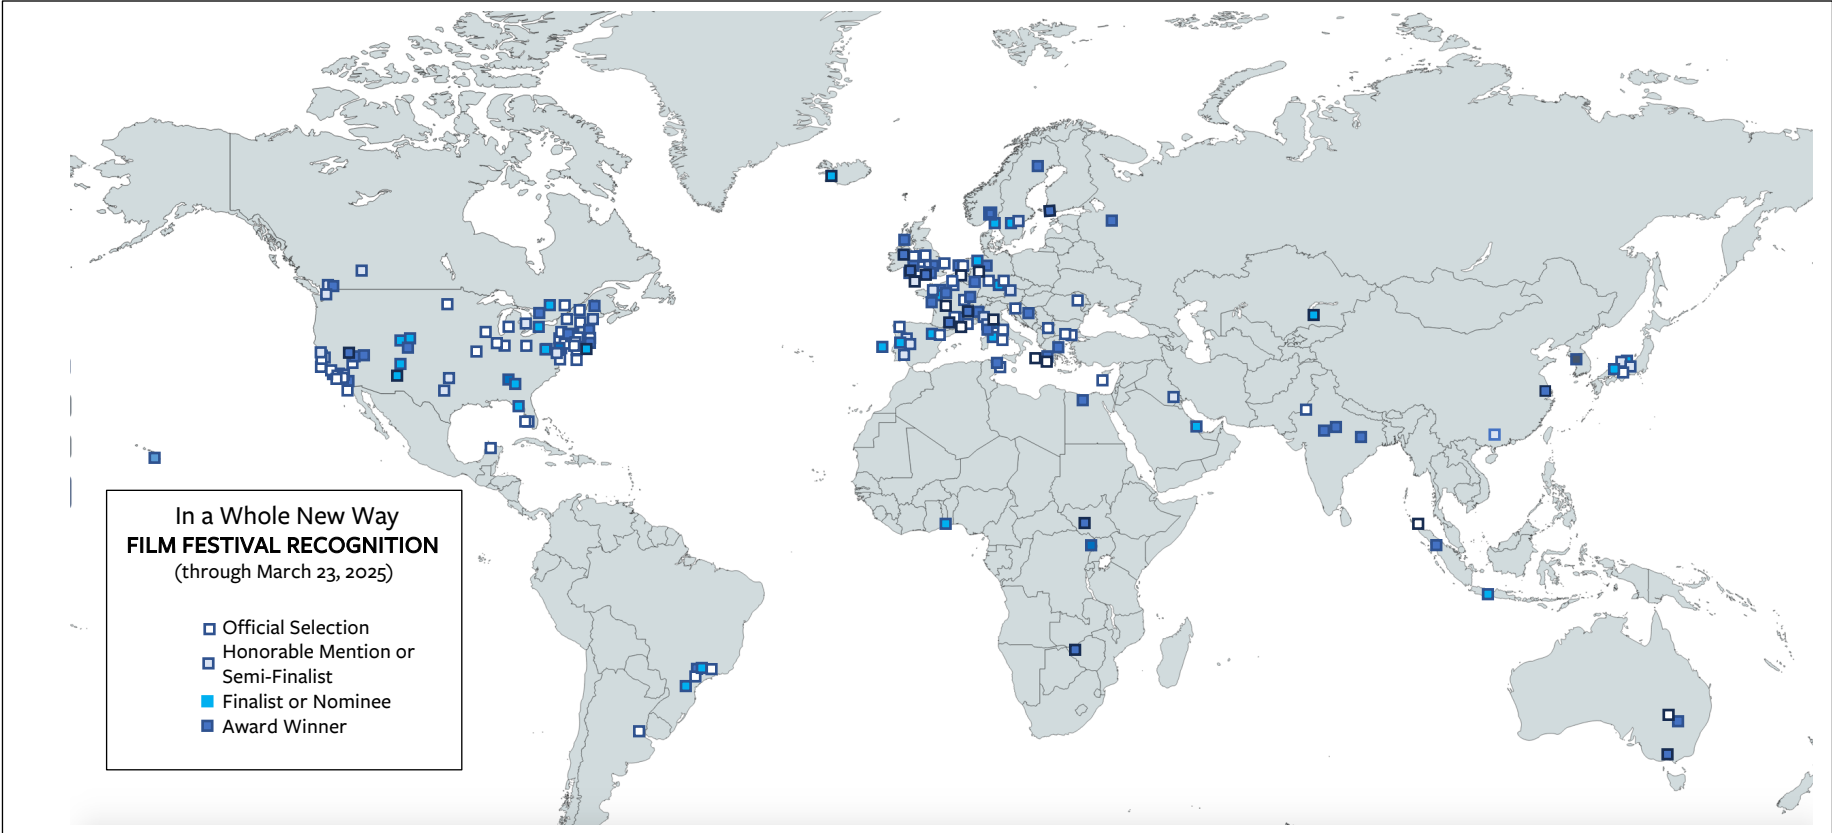 In a Whole New Way
FILM FESTIVAL RECOGNITION
(through March 23, 2025)
Official Selection
Honorable Mention or
Semi-Finalist
Finalist or Nominee
Award Winner